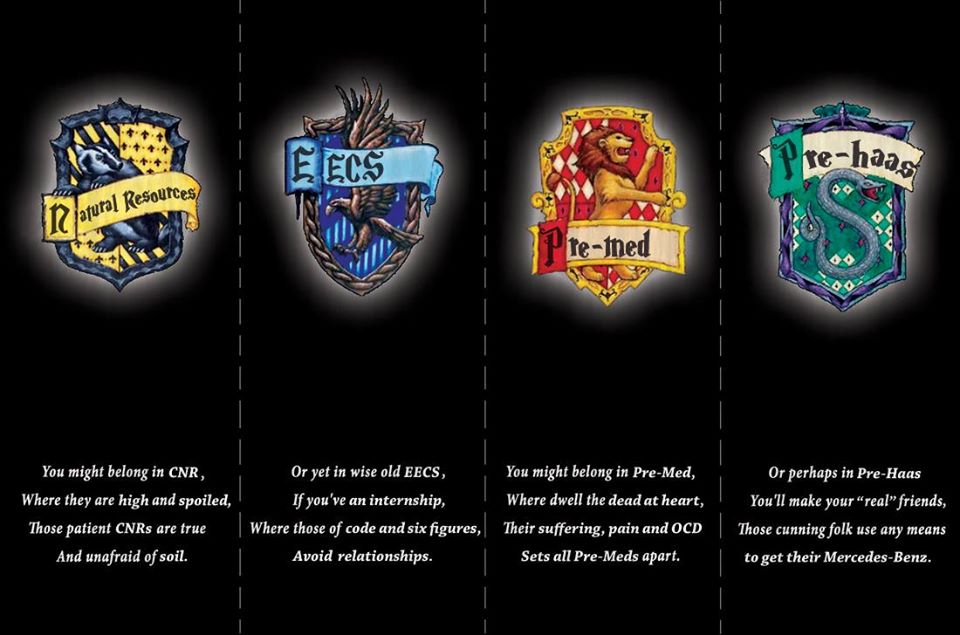 Natural Resources
EECS
Pre-med
Pre-haas
You might belong in CNR,
Where they are high and spoiled,
Those patient CNRs are true
And unafraid of soil.
Or yet in wise old EECS,
If you've an internship,
Where those of code and six figures,
Avoid relationships.
You might belong in Pre-Med,
Where dwell the dead at heart,
Their suffering, pain and OCD
Sets all Pre-Meds apart.
Or perhaps in Pre-Haas
You'll make your “real” friends,
Those cunning folk use any means
to get their Mercedes-Benz.